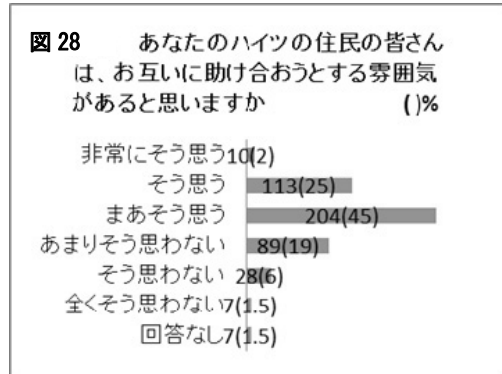 図 28 あなたのハイツの住民の皆さん
は、お互いに助け合おうとする雰囲気
があると思いますか ( )%
非常にそう思う 10(2)
そう思う 113(25)
まあそう思う 204(45)
あまりそう思わない 89(19)
そう思わない 28(6)
全くそう思わない 7(1.5)
回答なし 7(1.5)